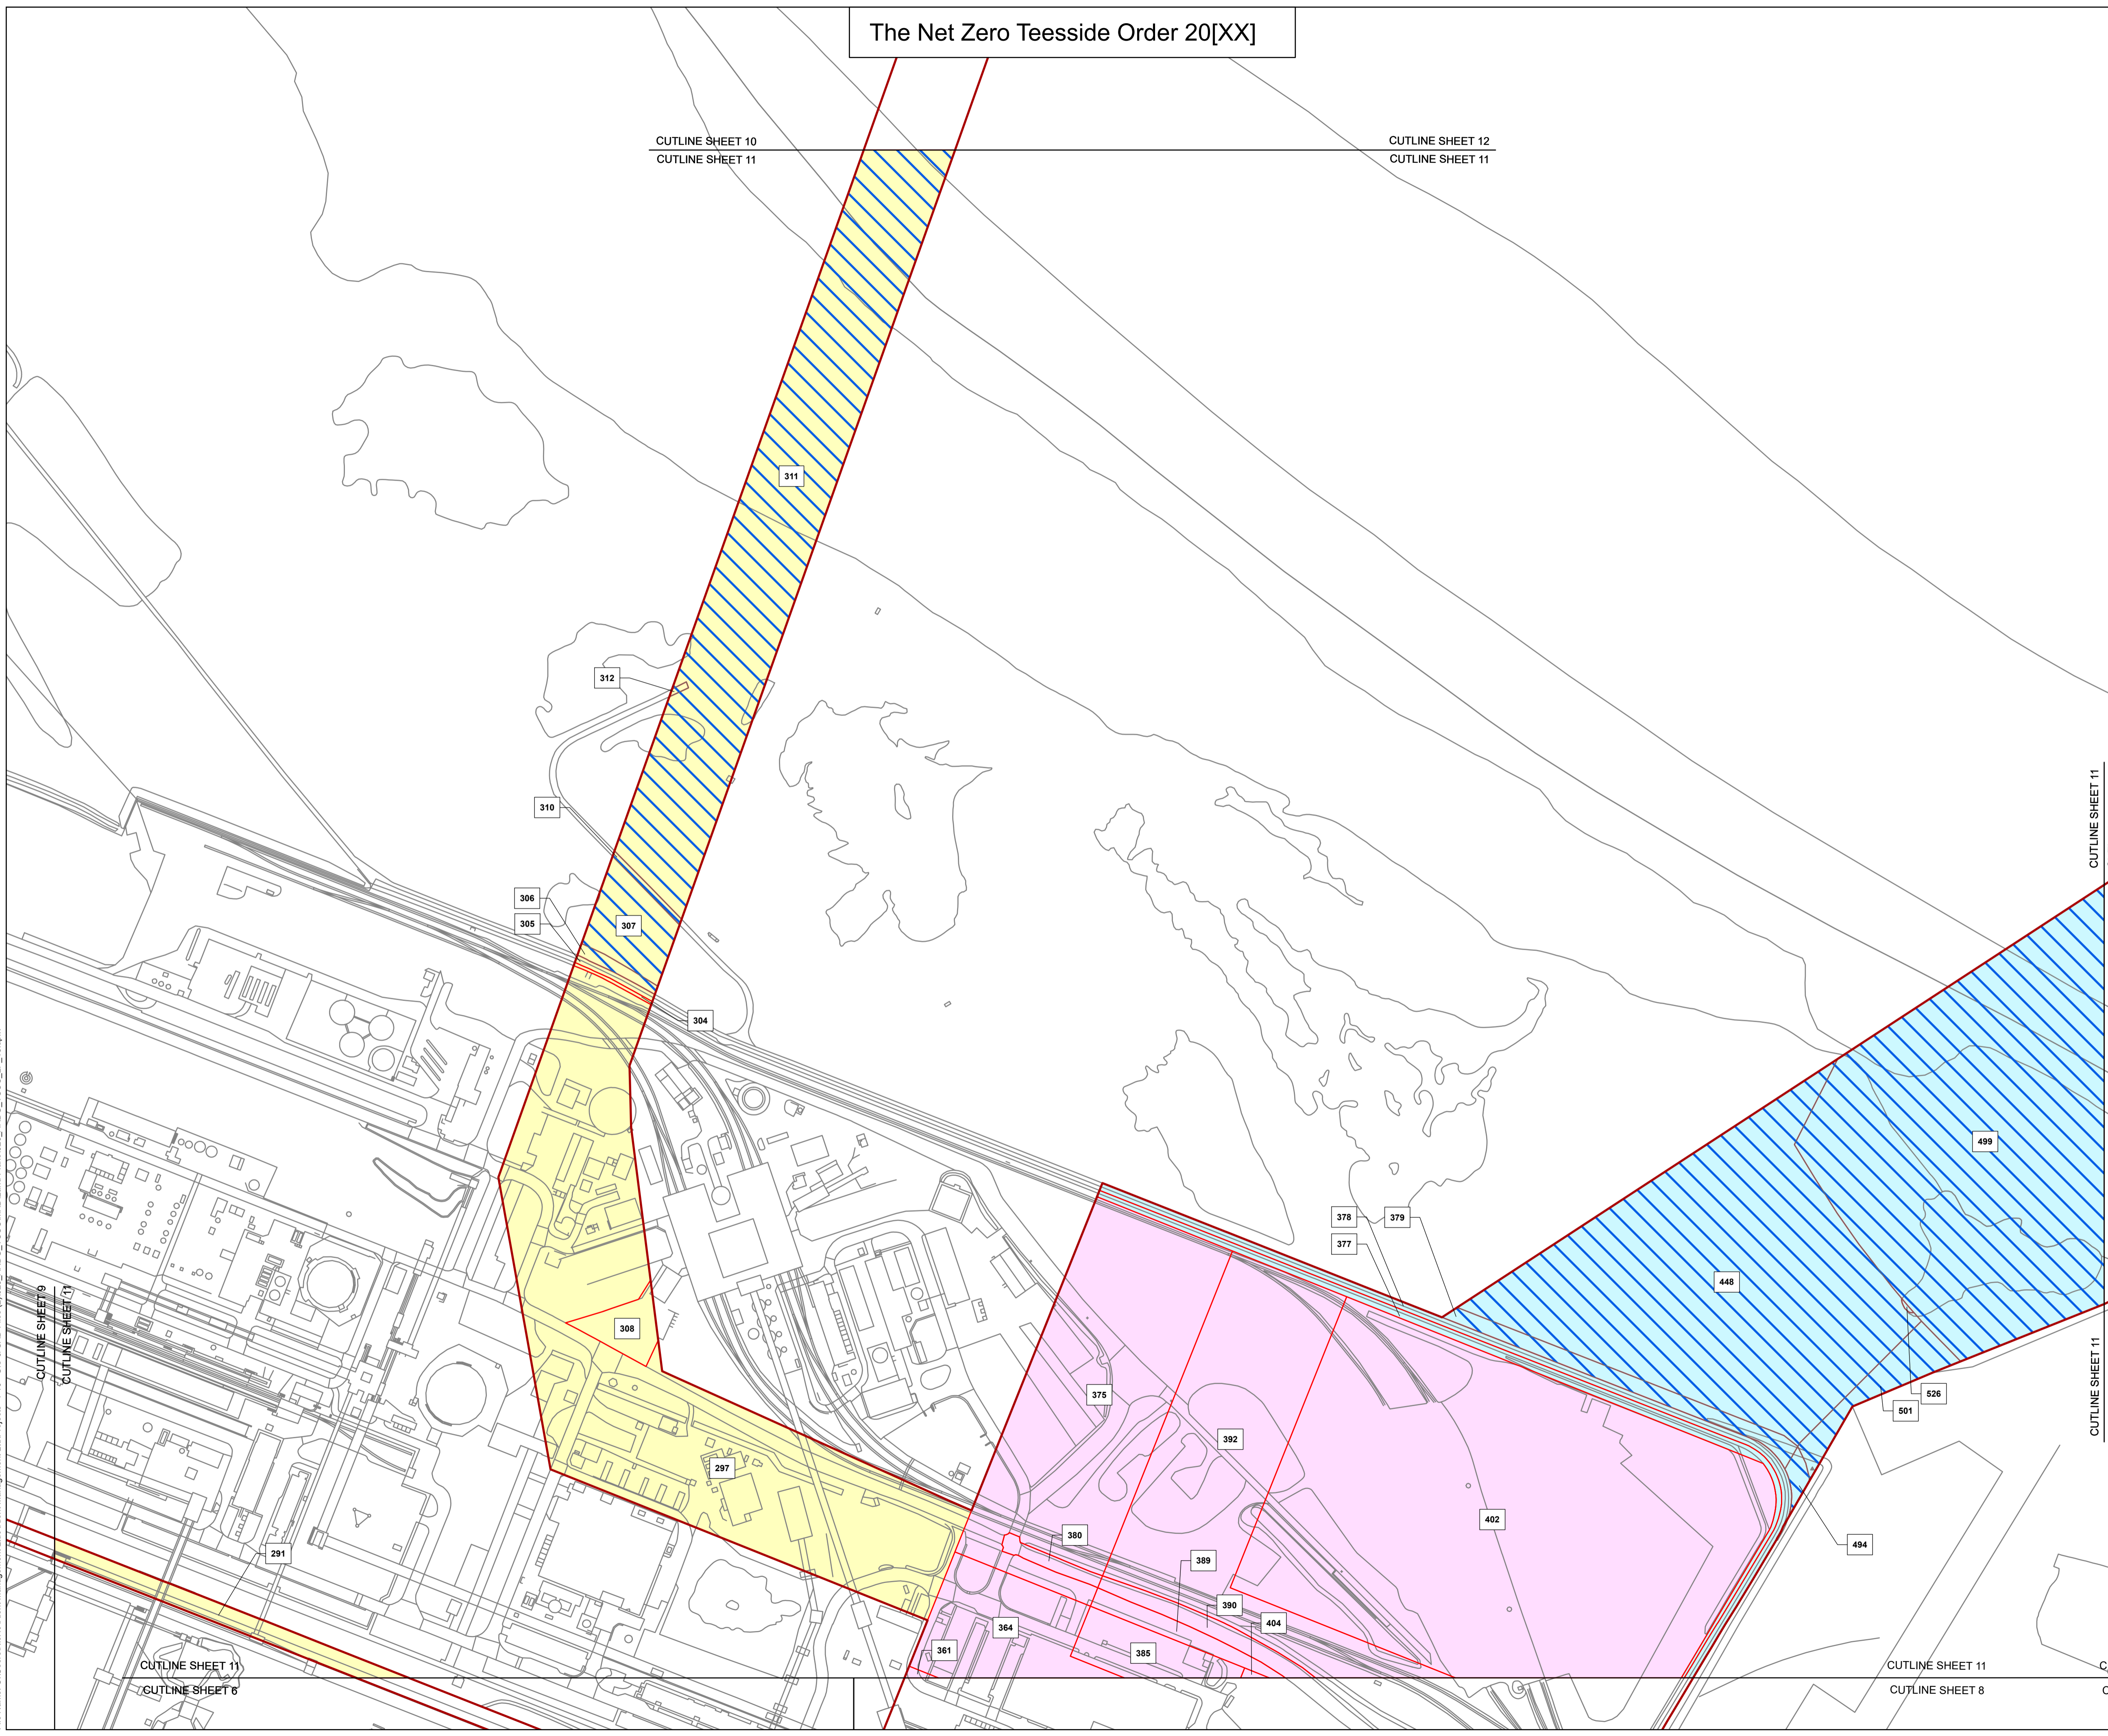 The Net Zero Teesside Order 20[XX]
CUTLINE SHEET 10
CUTLINE SHEET 11
CUTLINE SHEET 12
CUTLINE SHEET 11
311
312
310
306
305
307
304
CUTLINE SHEET 11
499
378
379
377
448
308
CUTLINE SHEET 9
CUTLINE SHEET 11
CUTLINE SHEET 11
375
526
501
392
297
402
380
494
291
389
390
404
364
361
385
CUTLINE SHEET 11
CUTLINE SHEET 6
CUTLINE SHEET 11
CUTLINE SHEET 8
C
C